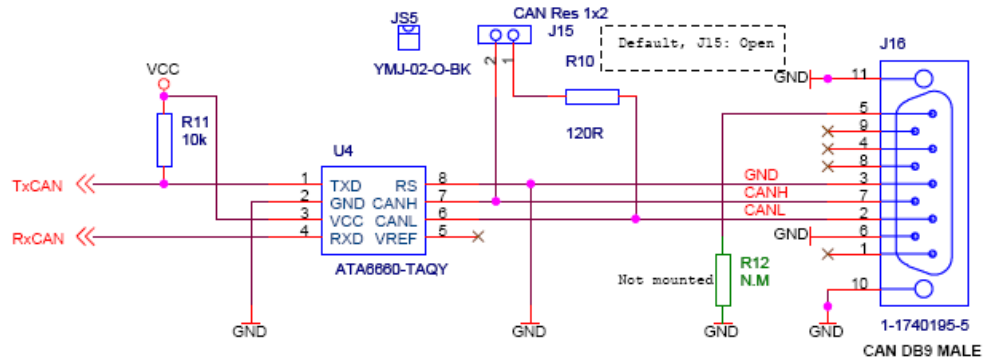 CAN Res 1x2
JS5
J15
Default, J15: Open
J16
YMJ-02-O-BK
2
1
R10
VCC
GND
11
120R
5
R11
10k
9
4
U4
8
TxCAN
1
TXD
RS
8
GND
3
2
GND
CANH
7
CANH
7
3
VCC
CANL
6
CANL
2
RxCAN
4
RXD
VREF
5
GND
6
1
ATA6660-TAQY
Not mounted
R12
N.M
10
GND
GND
GND
GND
1-1740195-5
CAN DB9 MALE